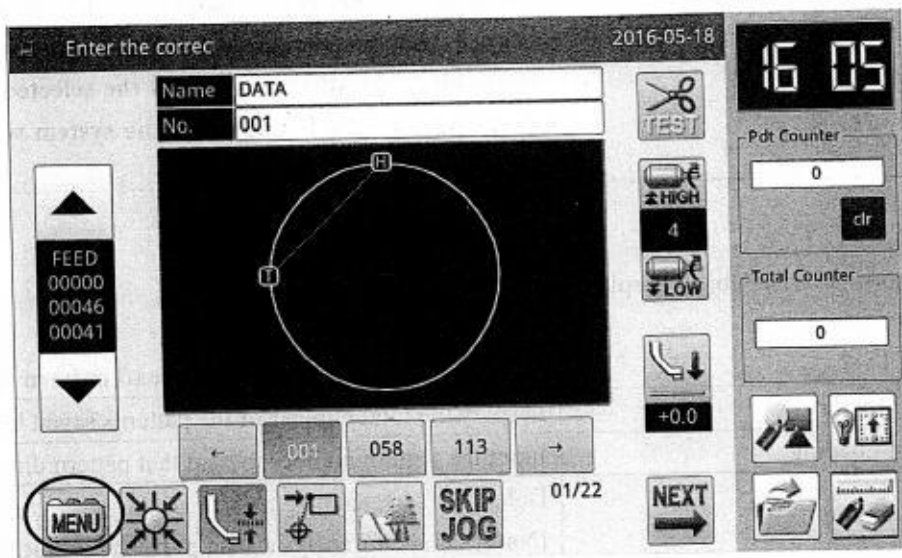 Enter the correc
2016-05-18
16 05
Name DATA
No. 001
TEST
HIGH
4
LOW
FEED
00000
00046
00041
H
T
+0.0
Pdt Counter
0
clr
Total Counter
0
← 001 058 113 →
01/22
MENU
SKIP
JOG
NEXT
the selecte